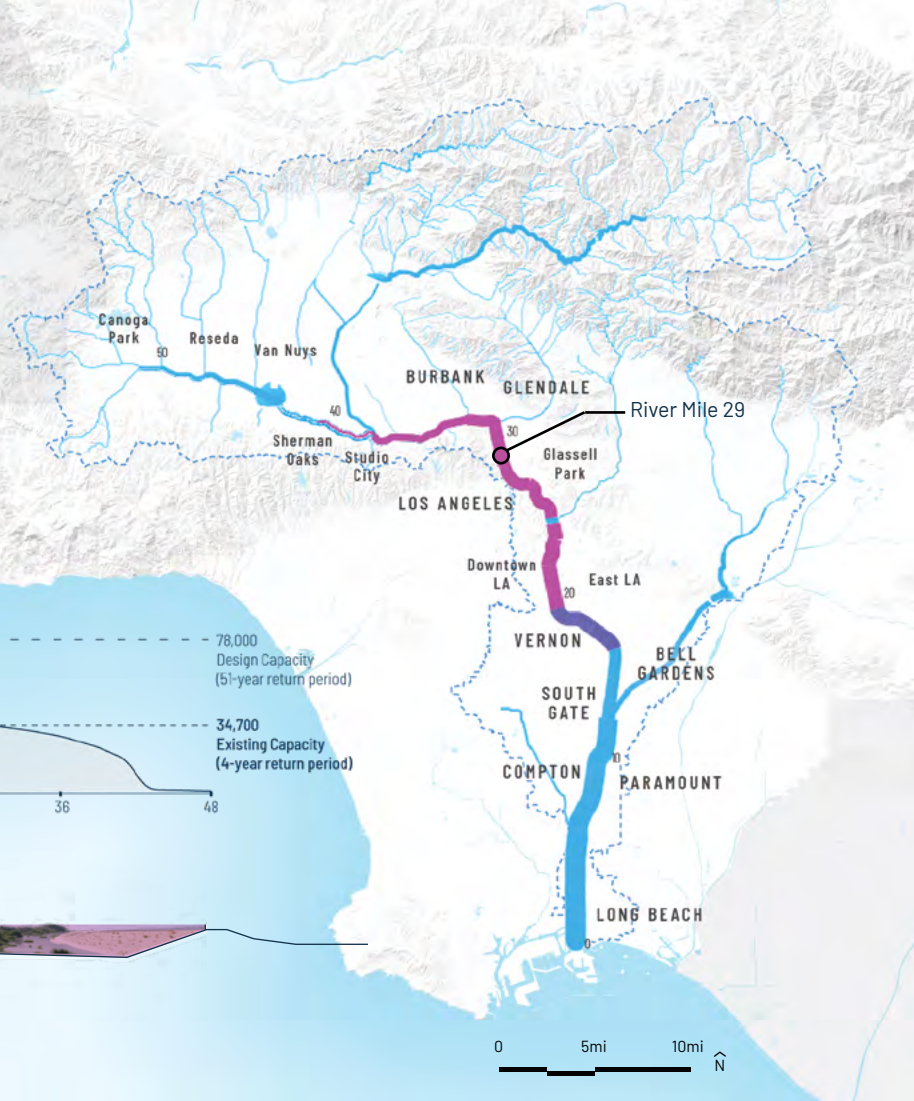 Canoga
Park
50
Reseda
Van Nuys
BURBANK
GLENDALE
River Mile 29
40
30
Sherman
Oaks
Studio
City
Glassell
Park
LOS ANGELES
Downtown
LA
East LA
20
VERNON
78,000
Design Capacity
(51-year return period)
BELL
GARDENS
SOUTH
GATE
34,700
Existing Capacity
(4-year return period)
10
COMPTON
PARAMOUNT
36
48
LONG BEACH
0
0
5mi
10mi
N